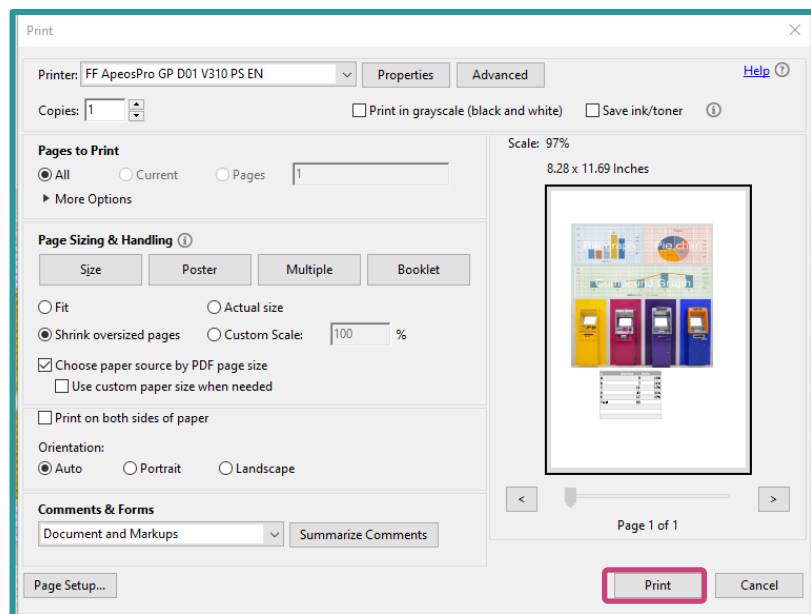 Print
Printer: FF ApeosPro GP D01 V310 PS EN Properties Advanced Help
Copies: 1 Print in grayscale (black and white) Save ink/toner
Pages to Print
All Current Pages 1
More Options
Page Sizing & Handling
Size Poster Multiple Booklet
Fit Actual size
Shrink oversized pages Custom Scale: 100 %
Choose paper source by PDF page size
Use custom paper size when needed
Print on both sides of paper
Orientation:
Auto Portrait Landscape
Comments & Forms
Document and Markups Summarize Comments
Scale: 97%
8.28 x 11.69 Inches
Pie chart
Graph
< >
Page 1 of 1
Page Setup... Print Cancel